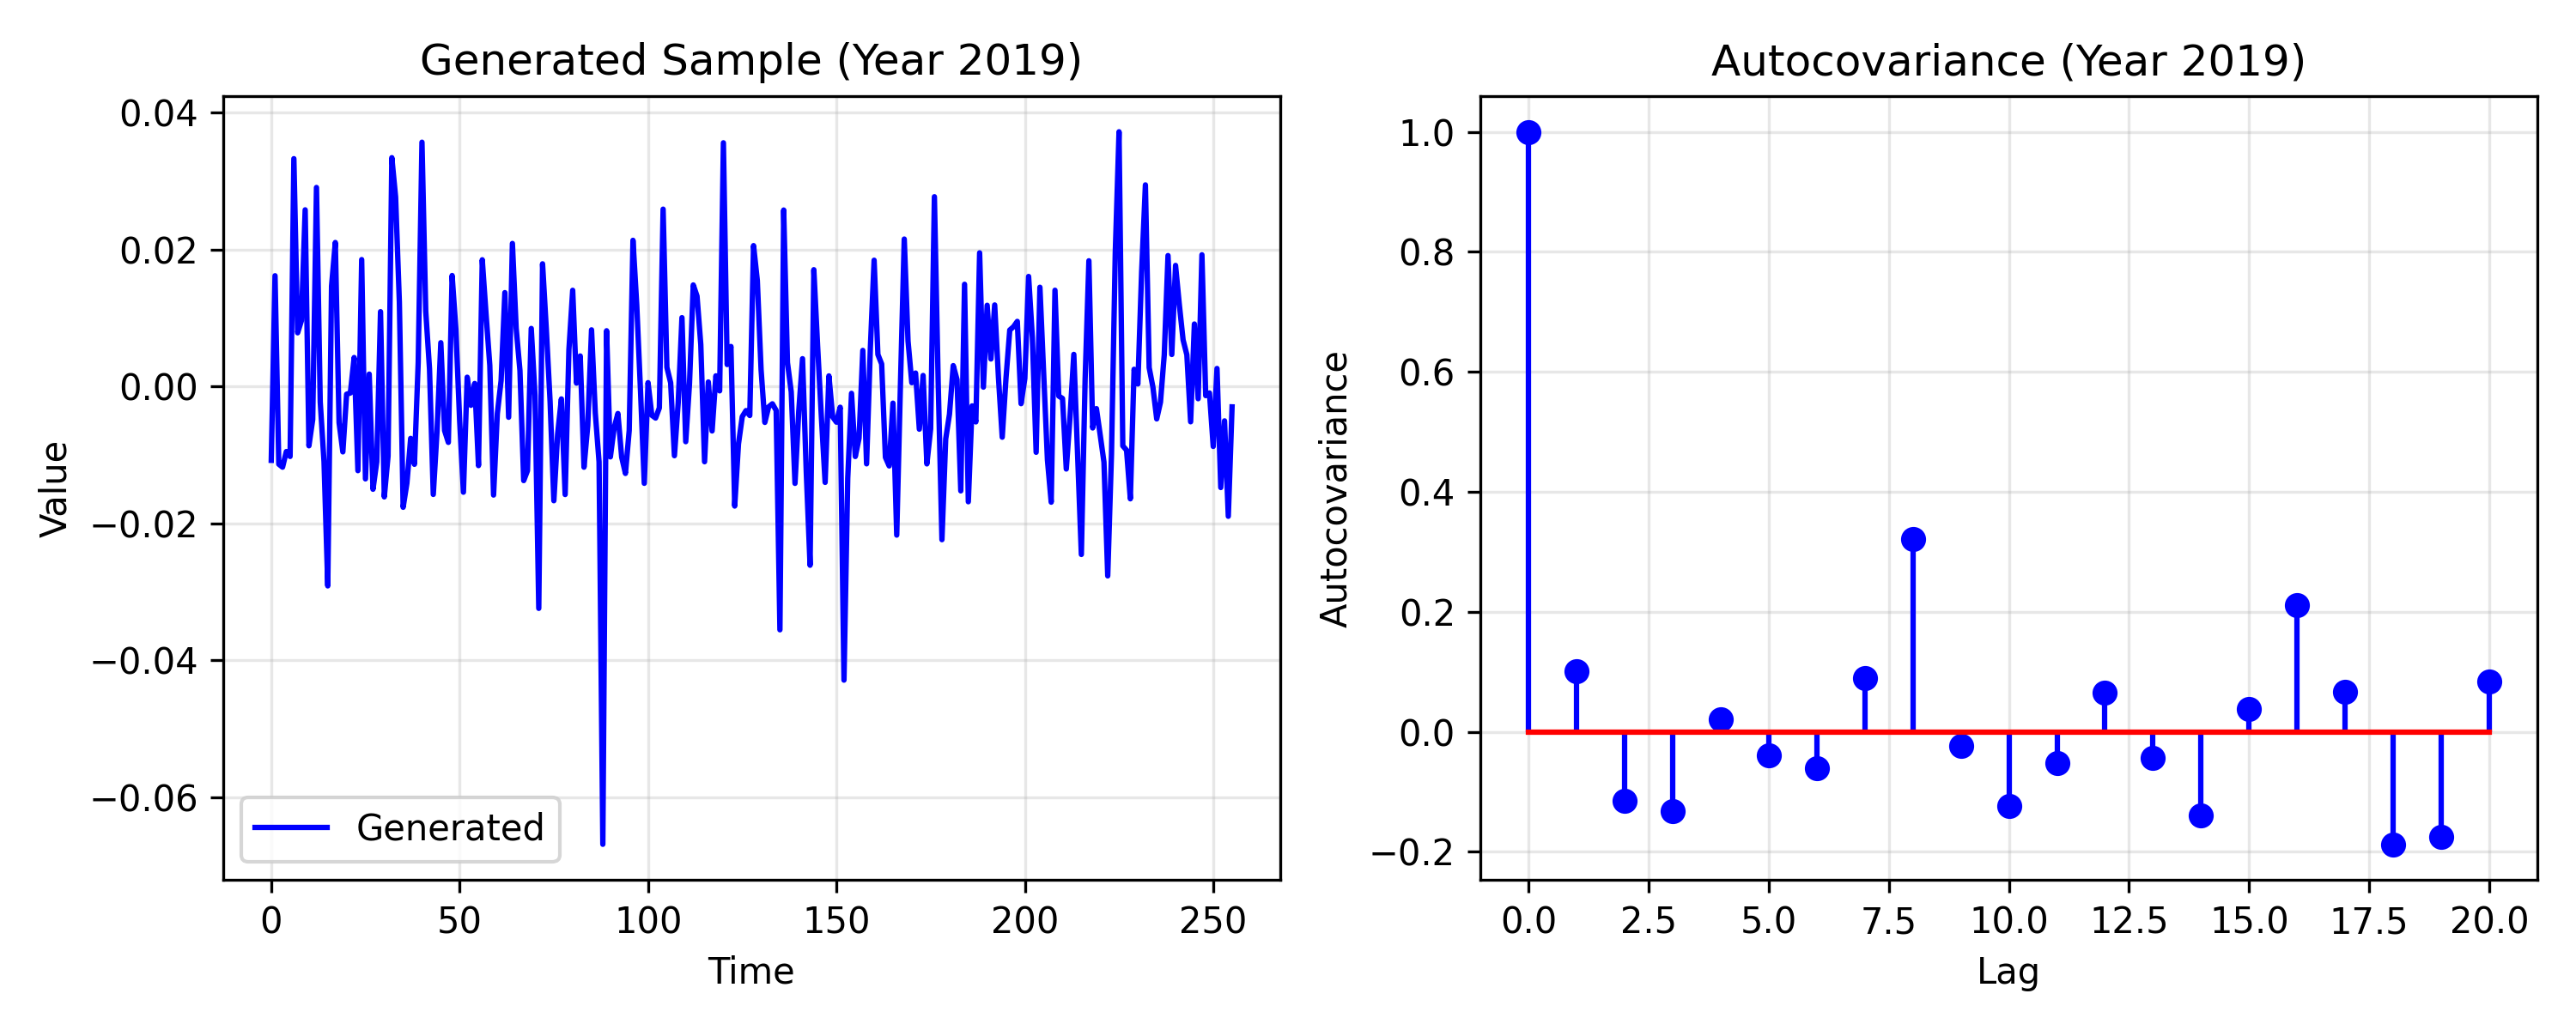 Generated Sample (Year 2019)
0.04
0.02
0.00
−0.02
−0.04
−0.06
Value
Generated
0 50 100 150 200 250
Time
Autocovariance (Year 2019)
1.0
0.8
0.6
0.4
0.2
0.0
−0.2
Autocovariance
0.0 2.5 5.0 7.5 10.0 12.5 15.0 17.5 20.0
Lag